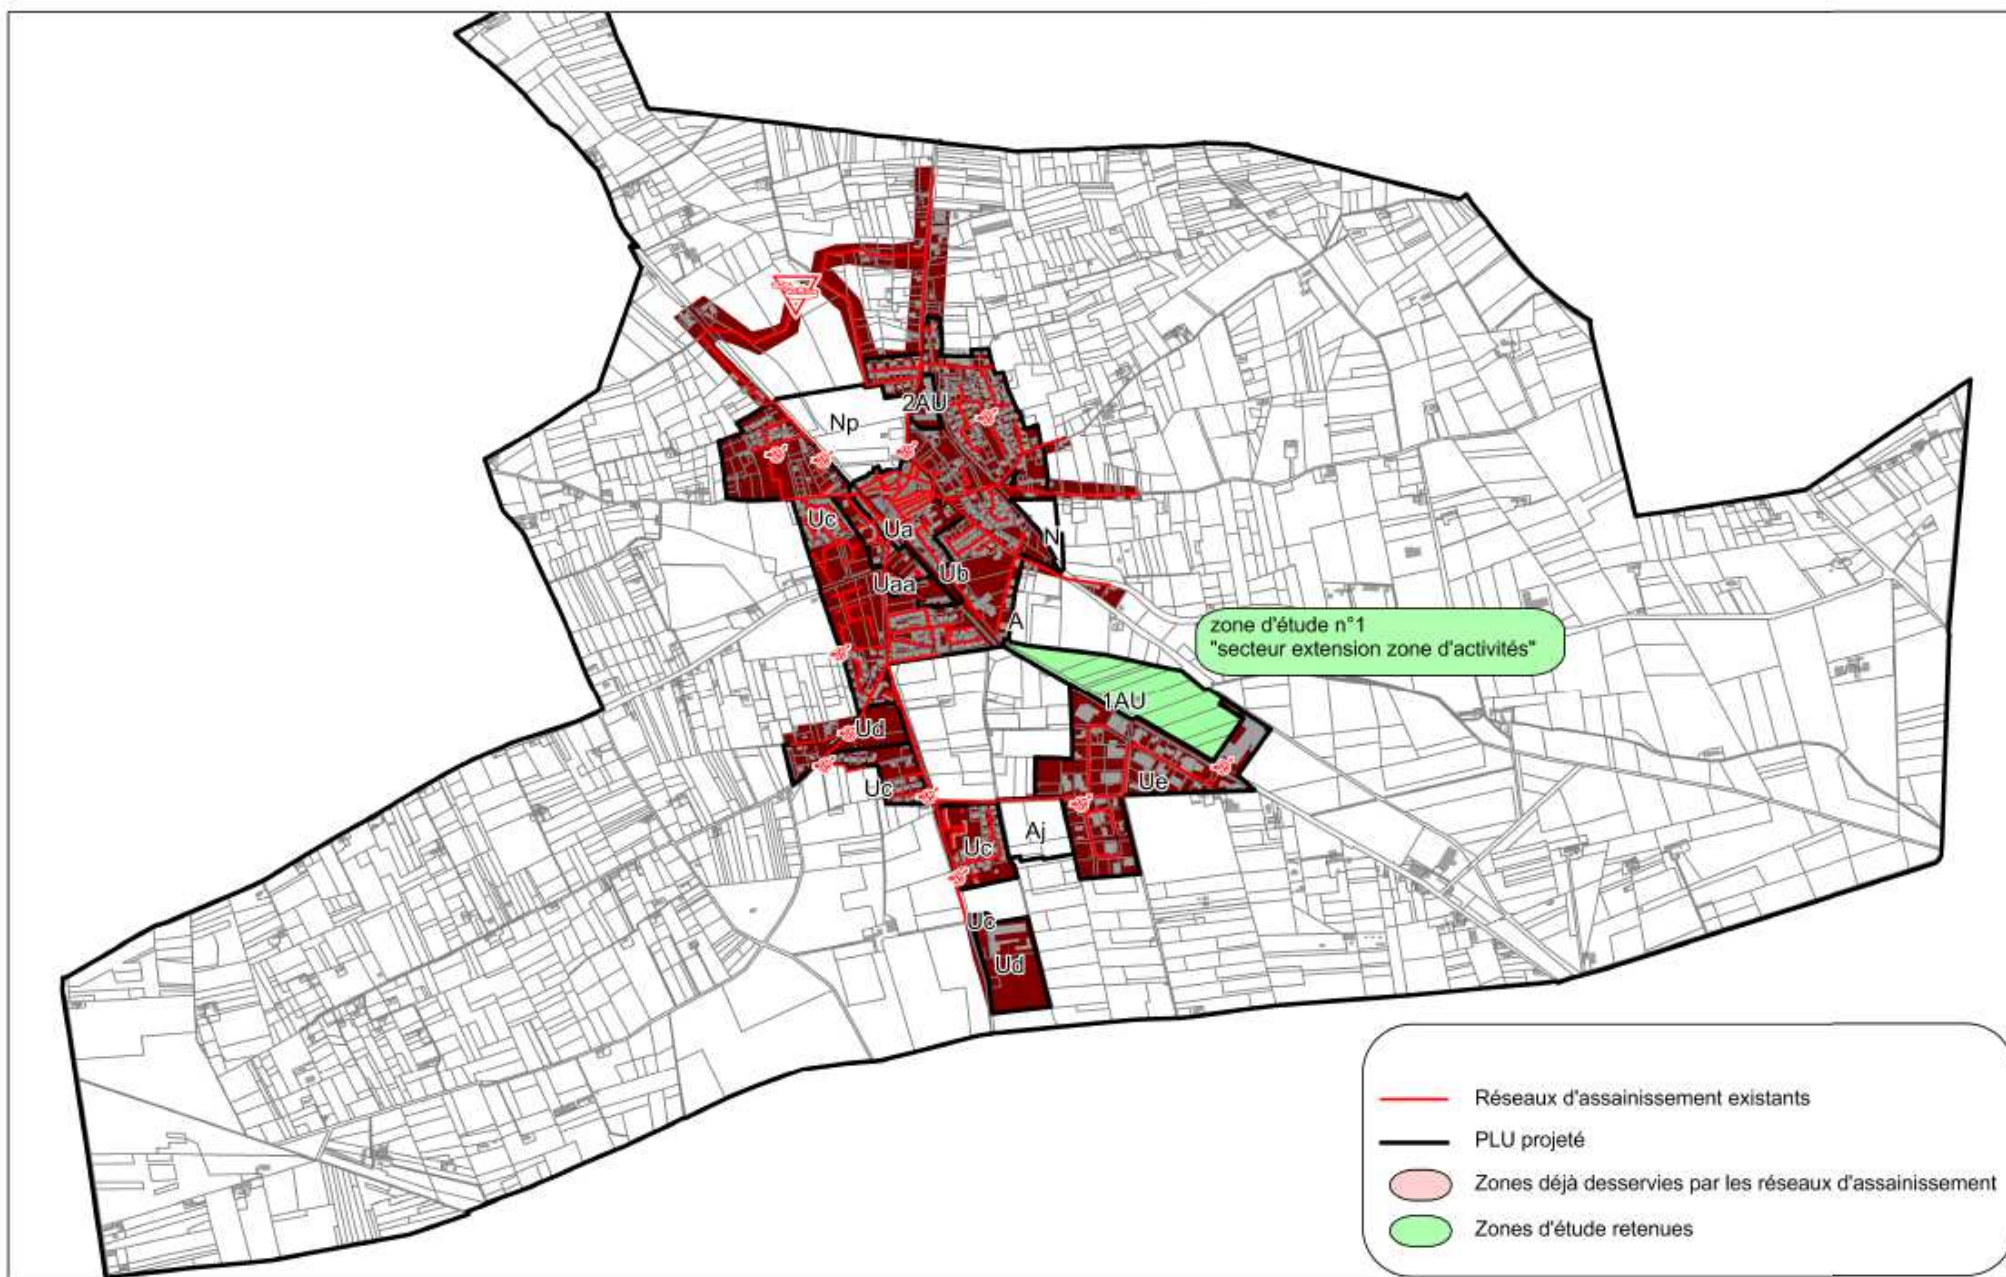 2AU
Np
Uc
Ua
N
Uaa
Ub
A
zone d'étude n°1
"secteur extension zone d'activités"
1AU
Ud
Uc
Ue
Uc
Aj
Uc
Ud
Réseaux d'assainissement existants
PLU projeté
Zones déjà desservies par les réseaux d'assainissement
Zones d'étude retenues